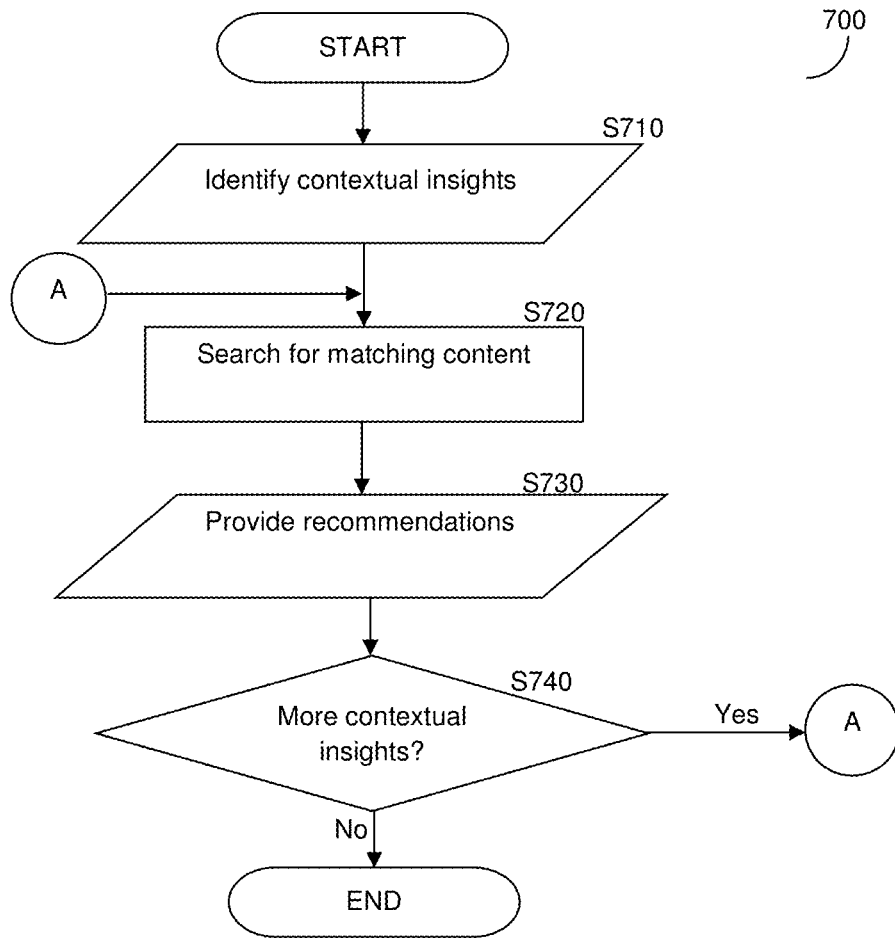 START
700
S710
Identify contextual insights
A
S720
Search for matching content
S730
Provide recommendations
S740
More contextual
insights?
Yes
A
No
END